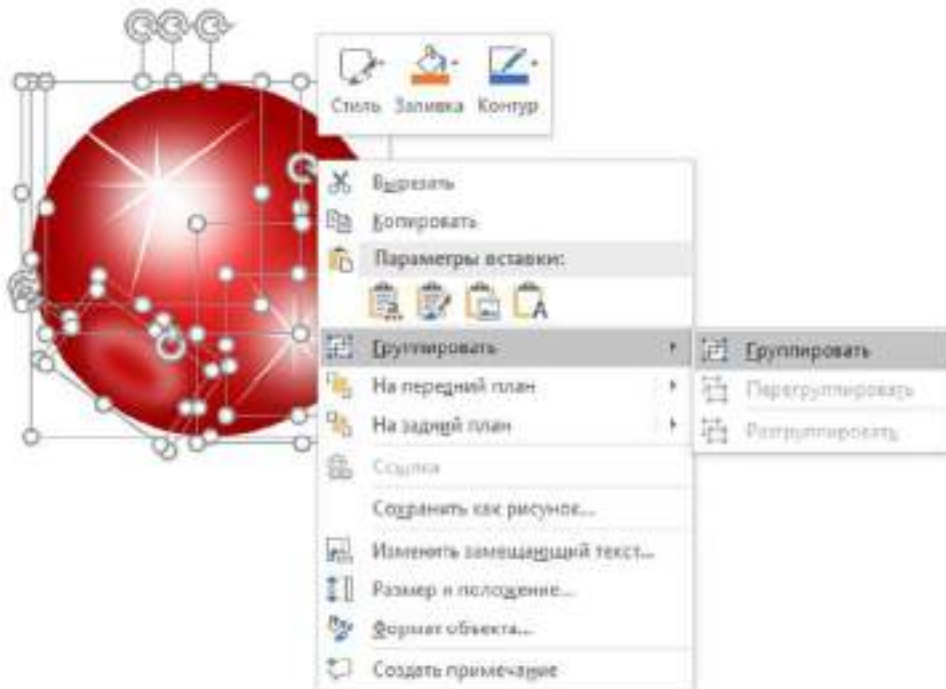 Стиль Заливка Контур
Вырезать
Копировать
Параметры вставки:
Группировать
Группировать
На передний план
Перегруппировать
На задний план
Разгруппировать
Ссылка
Сохранить как рисунок...
Изменить замещающий текст...
Размер и положение...
Формат объекта...
Создать примечание